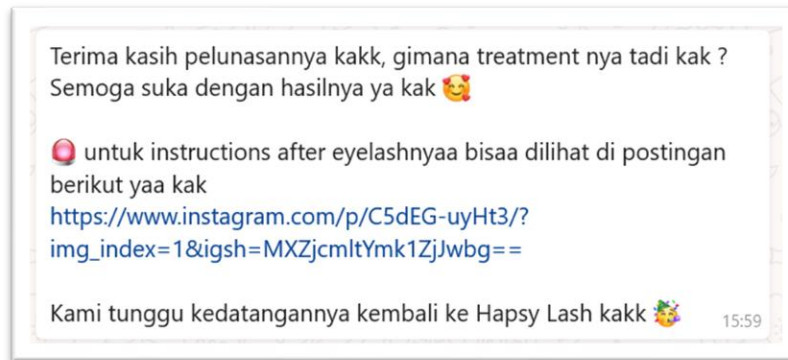 Terima kasih pelunasannya kakk, gimana treatment nya tadi kak ?
Semoga suka dengan hasilnya ya kak 🥰
🚨 untuk instructions after eyelashnyaa bisaa dilihat di postingan
berikut yaa kak
https://www.instagram.com/p/C5dEG-uyHt3/?
img_index=1&igsh=MXZjcmltYmk1ZjJwbg==
Kami tunggu kedatangannya kembali ke Hapsy Lash kakk 🥳
15:59